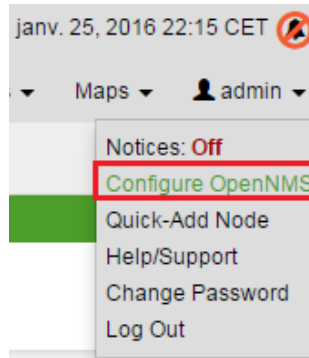 janv. 25, 2016 22:15 CET
Maps admin
Notices: Off
Configure OpenNMS
Quick-Add Node
Help/Support
Change Password
Log Out